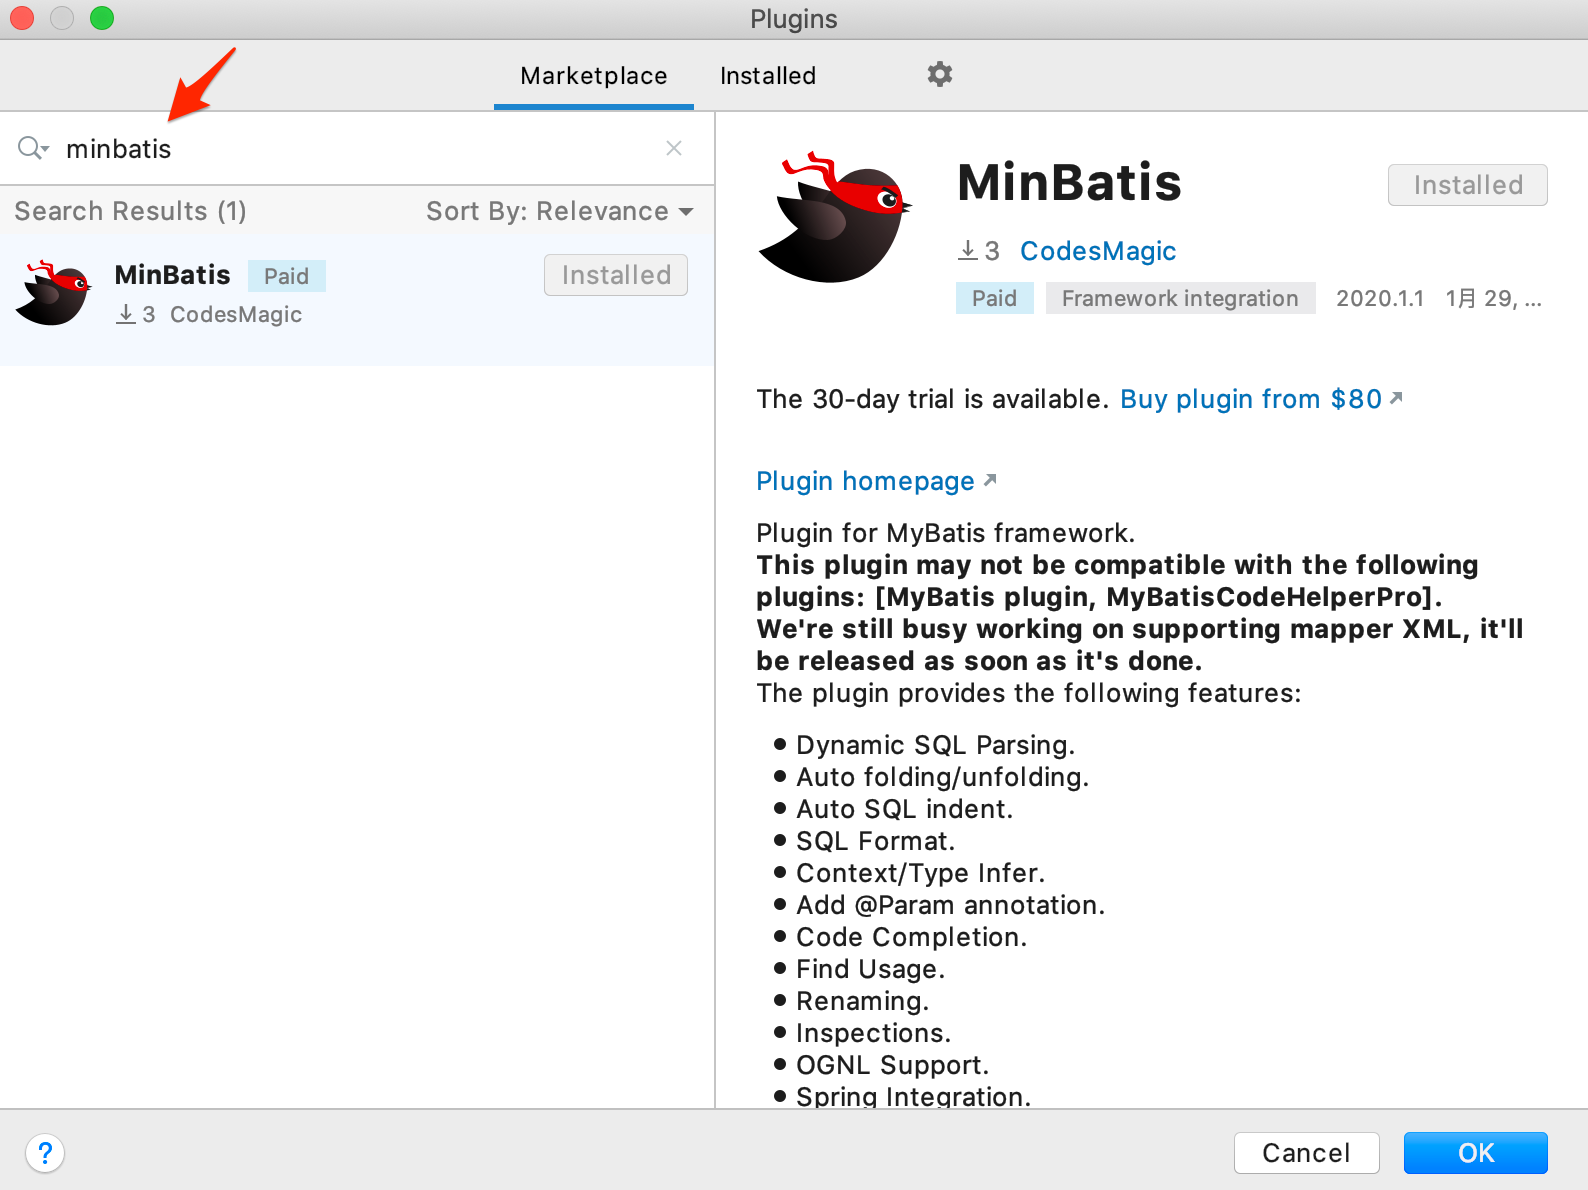 Plugins
Marketplace Installed
minbatis
Search Results (1) Sort By: Relevance
MinBatis Paid Installed
3 CodesMagic
MinBatis Installed
3 CodesMagic
Paid Framework integration 2020.1.1 1月 29, ...
The 30-day trial is available. Buy plugin from $80
Plugin homepage
Plugin for MyBatis framework.
This plugin may not be compatible with the following
plugins: [MyBatis plugin, MyBatisCodeHelperPro].
We're still busy working on supporting mapper XML, it'll
be released as soon as it's done.
The plugin provides the following features:
• Dynamic SQL Parsing.
• Auto folding/unfolding.
• Auto SQL indent.
• SQL Format.
• Context/Type Infer.
• Add @Param annotation.
• Code Completion.
• Find Usage.
• Renaming.
• Inspections.
• OGNL Support.
• Spring Integration.
? Cancel OK